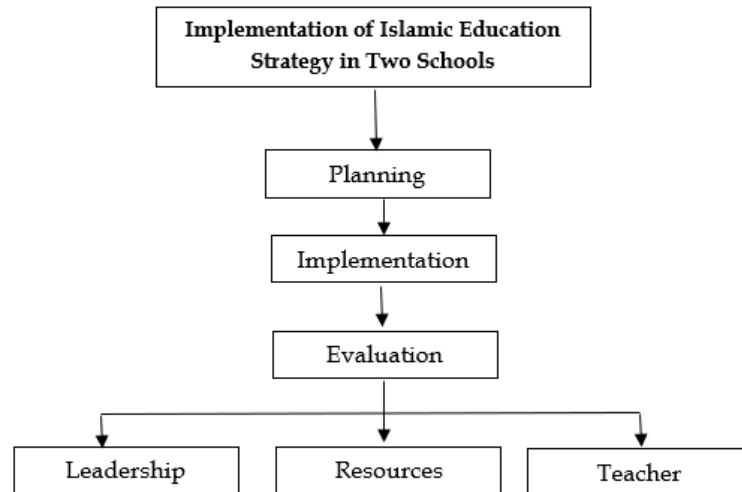 Implementation of Islamic Education
Strategy in Two Schools
Planning
Implementation
Evaluation
Leadership
Resources
Teacher